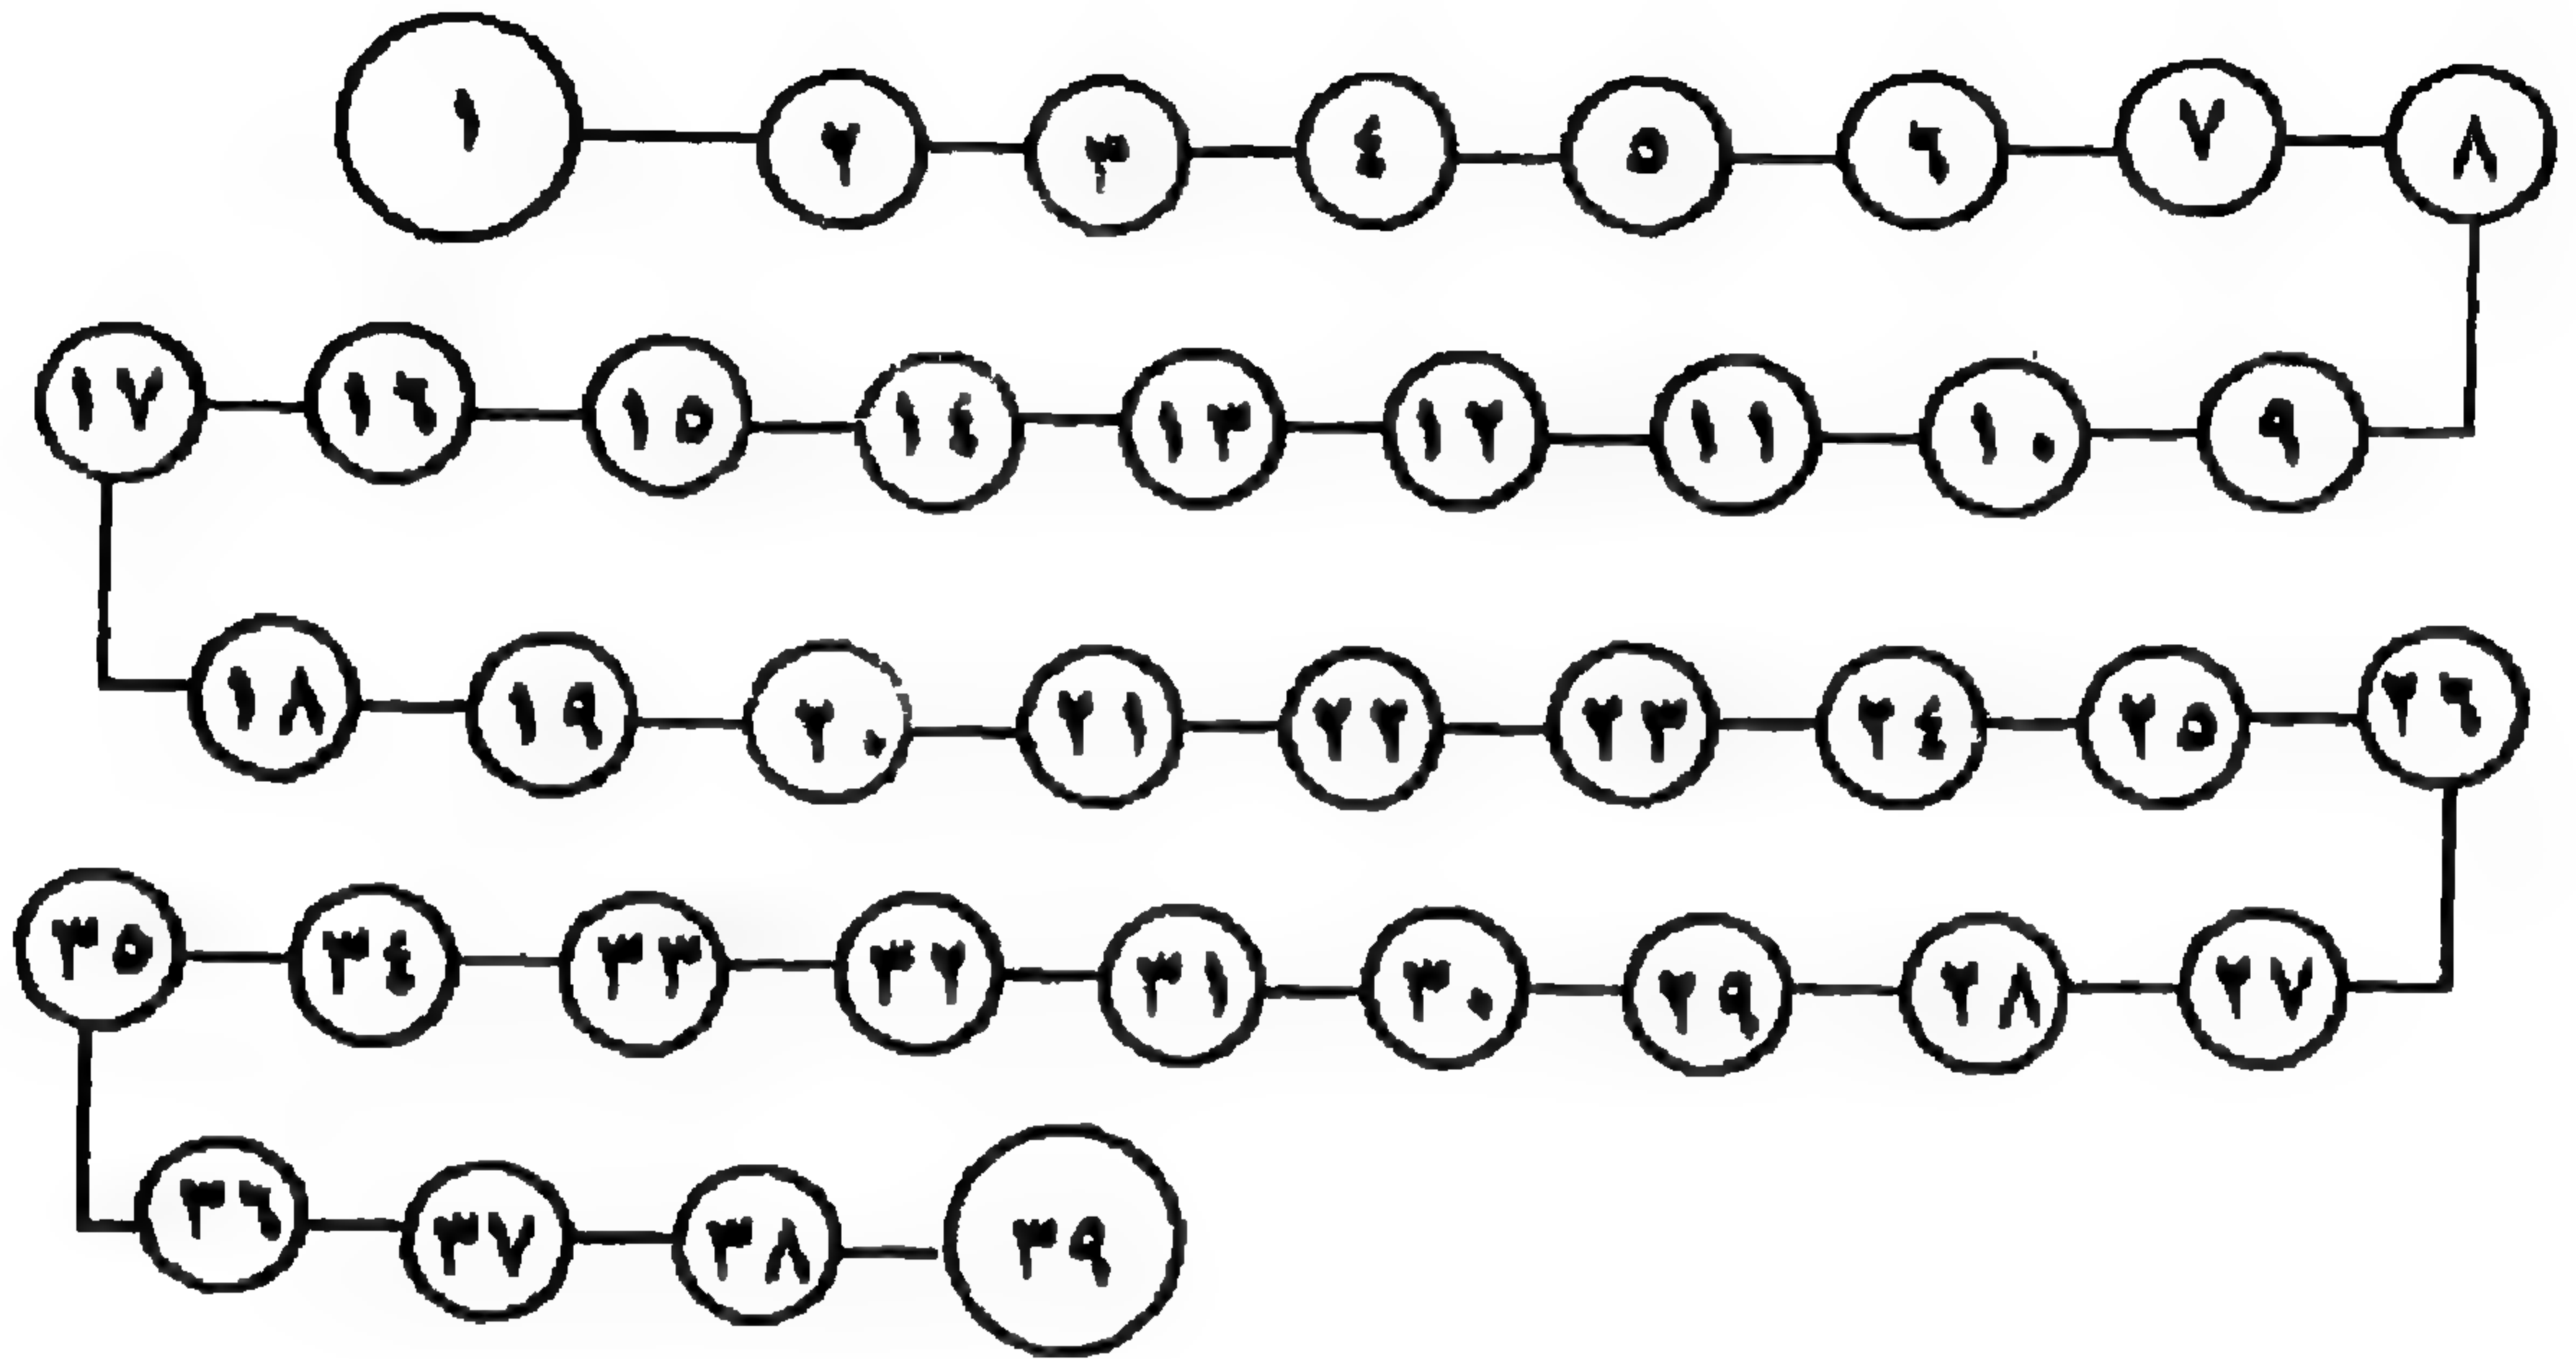 ١ ٢ ٣ ٤ ٥ ٦ ٧ ٨
١٧ ١٦ ١٥ ١٤ ١٣ ١٢ ١١ ١٠ ٩
١٨ ١٩ ٢٠ ٢١ ٢٢ ٢٣ ٢٤ ٢٥ ٢٦
٣٥ ٣٤ ٣٣ ٣٢ ٣١ ٣٠ ٢٩ ٢٨ ٢٧
٣٦ ٣٧ ٣٨ ٣٩